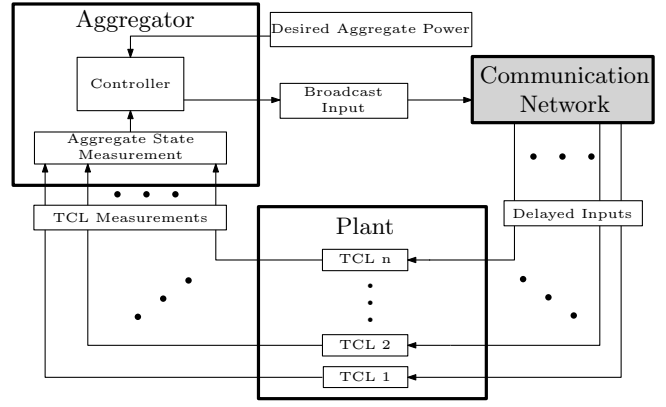 Aggregator
Desired Aggregate Power
Controller
Broadcast
Input
Communication
Network
Aggregate State
Measurement
TCL Measurements
Delayed Inputs
Plant
TCL n
TCL 2
TCL 1